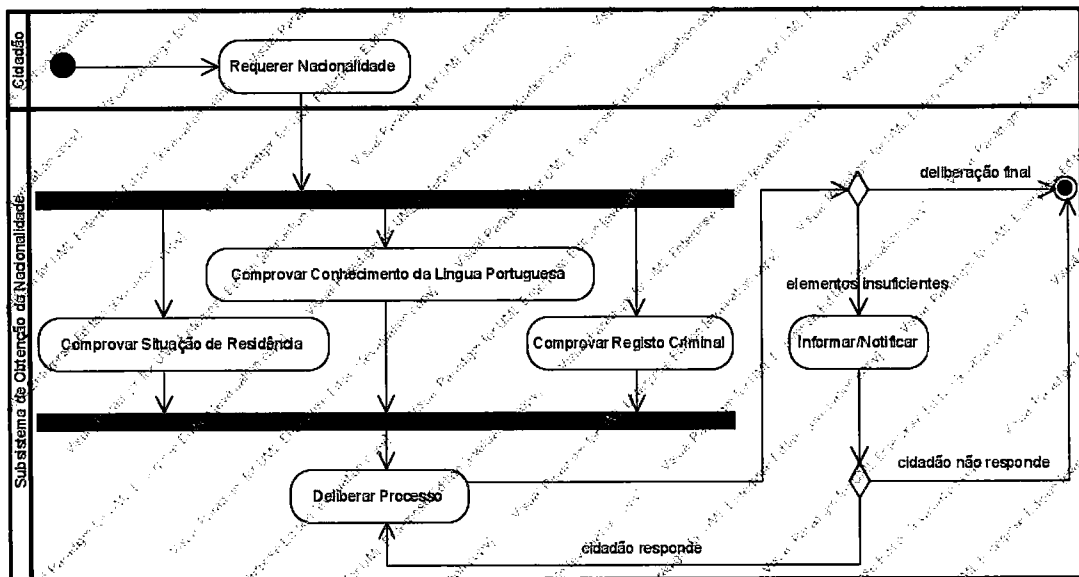 Cidadão
Requerer Nacionalidade
Subsistema de Obtenção da Nacionalidade
deliberação final
Comprovar Conhecimento da Língua Portuguesa
elementos insuficientes
Comprovar Situação de Residência
Comprovar Registo Criminal
Informar/Notificar
cidadão não responde
Deliberar Processo
cidadão responde